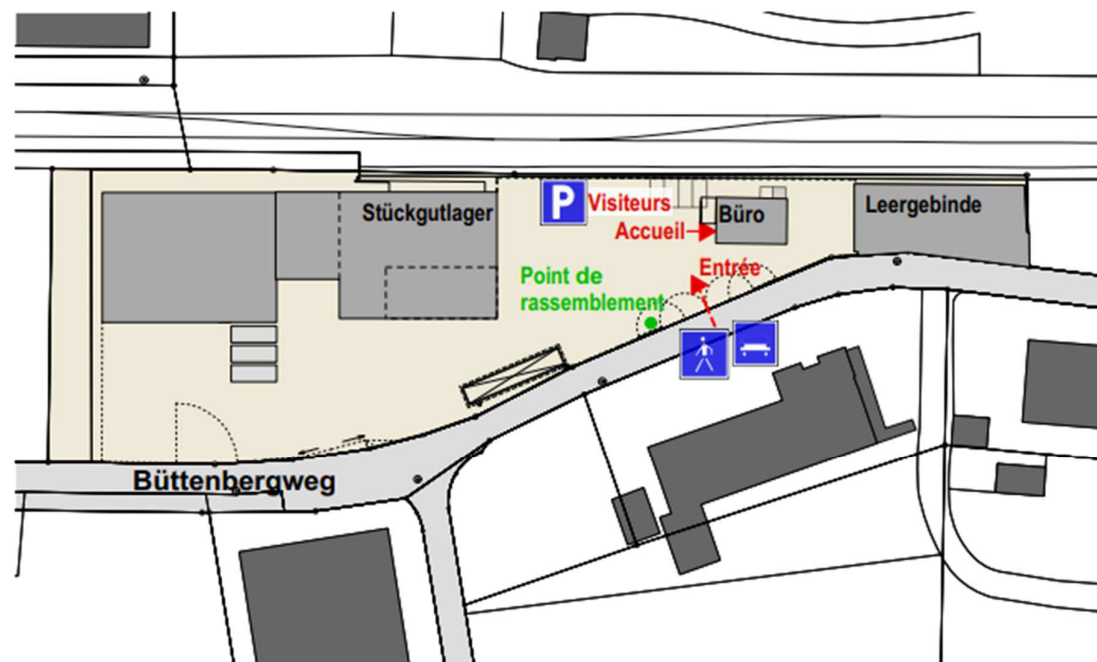 Stückgutlager
P Visiteurs
Accueil
Büro
Leergebinde
Entrée
Point de
rassemblement
Büttenbergweg